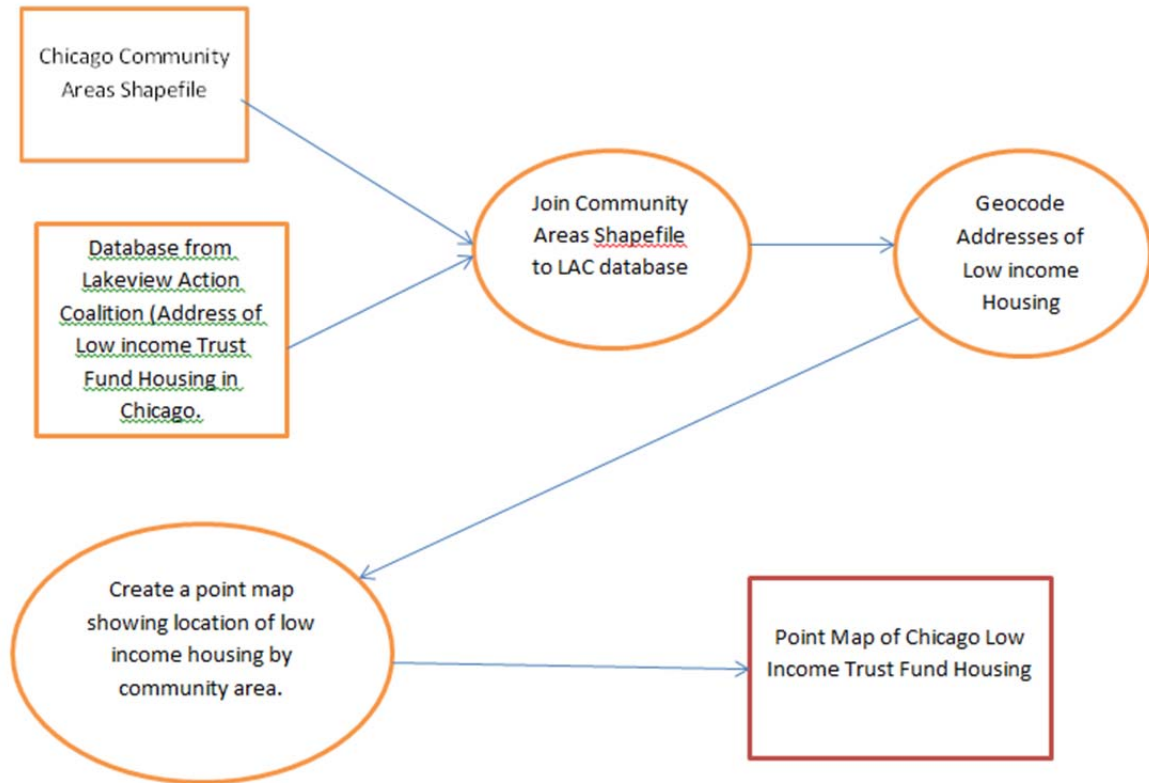 Chicago Community
Areas Shapefile
Database from
Lakeview Action
Coalition (Address of
Low income Trust
Fund Housing in
Chicago.
Join Community
Areas Shapefile
to LAC database
Geocode
Addresses of
Low income
Housing
Create a point map
showing location of low
income housing by
community area.
Point Map of Chicago Low
Income Trust Fund Housing